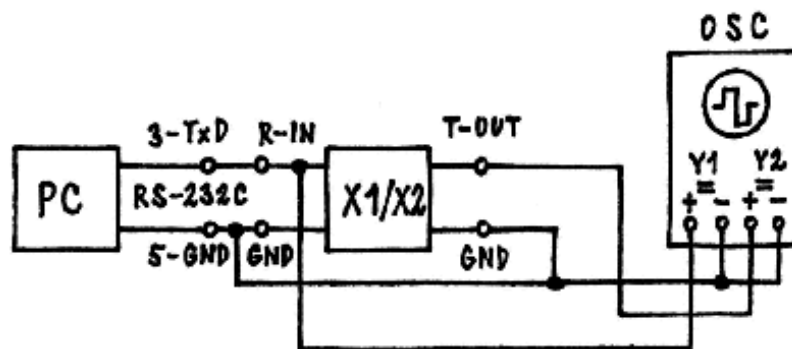 OSC
3-TxD R-IN T-OUT
Y1 Y2
PC RS-232C X1/X2
= =
+ - + -
5-GND GND GND